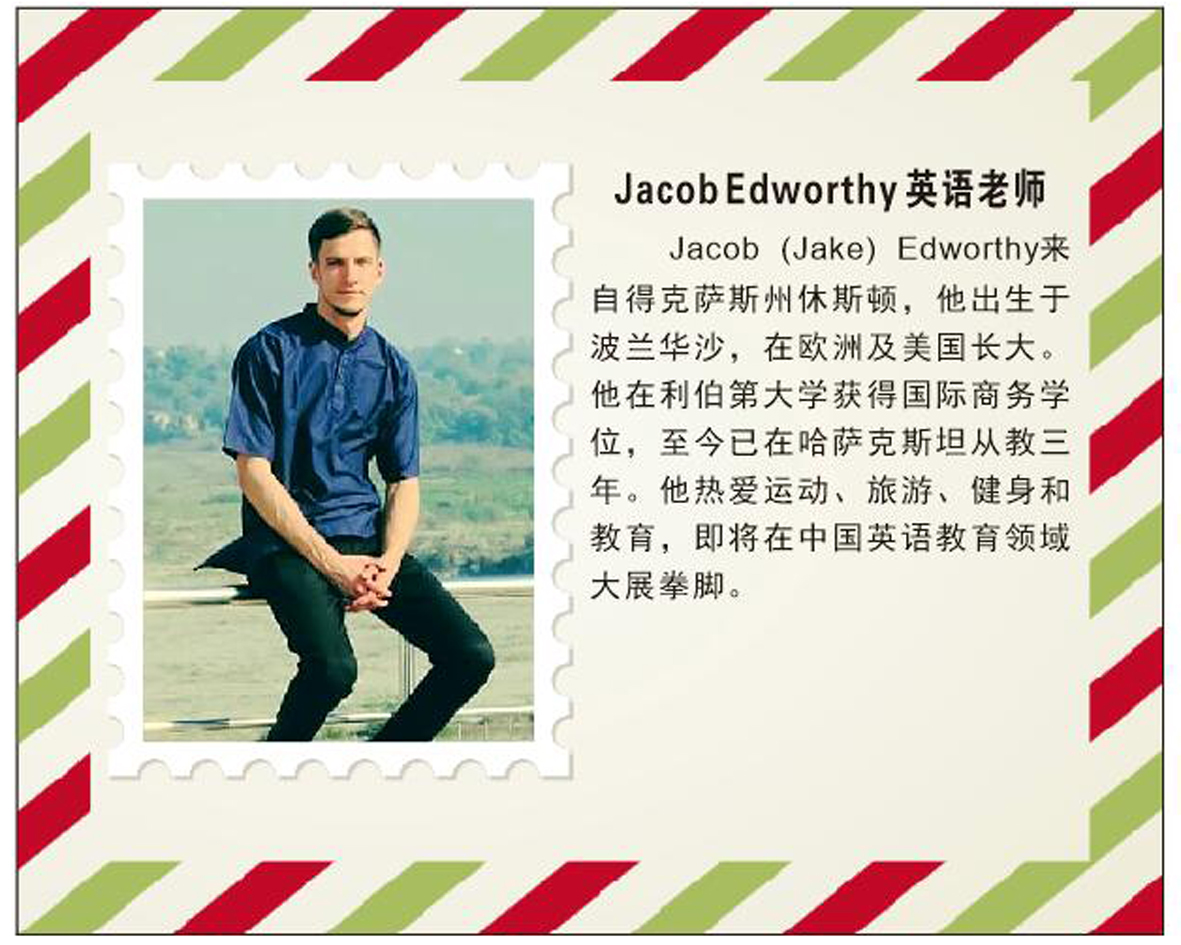 Jacob Edworthy 英语老师
Jacob (Jake) Edworthy来
自得克萨斯州休斯顿，他出生于
波兰华沙，在欧洲及美国长大。
他在利伯第大学获得国际商务学
位，至今已在哈萨克斯坦从教三
年。他热爱运动、旅游、健身和
教育，即将在中国英语教育领域
大展拳脚。